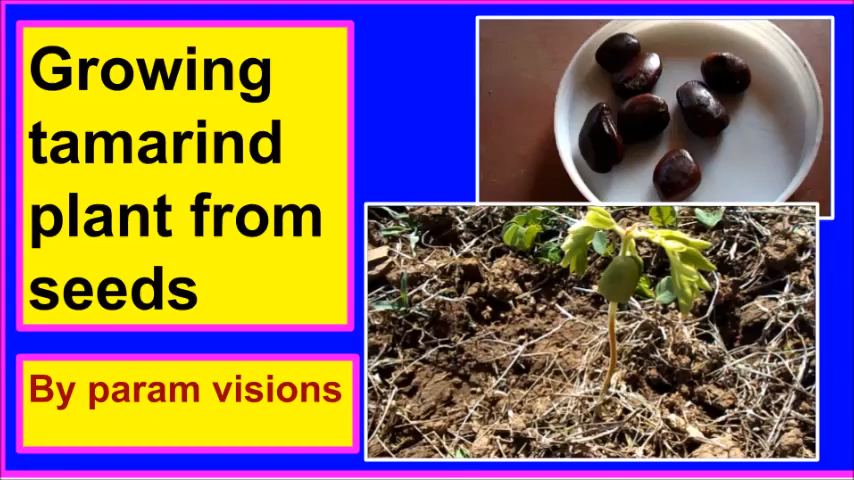 Growing
tamarind
plant from
seeds
By param visions